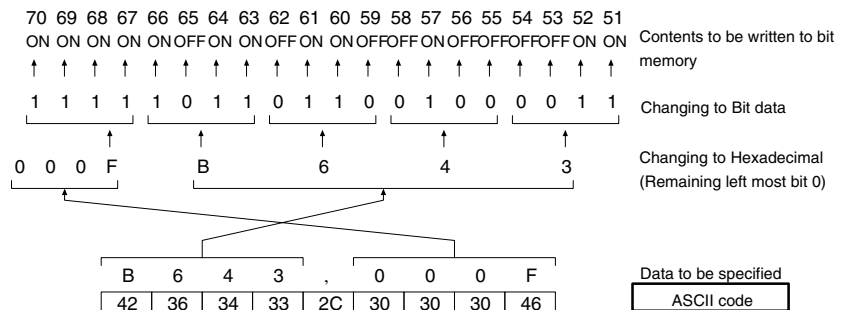 70 69 68 67 66 65 64 63 62 61 60 59 58 57 56 55 54 53 52 51
ON ON ON ON ON OFF ON ON OFF ON ON OFF OFF ON OFF OFF OFF OFF ON ON
Contents to be written to bit
memory
1 1 1 1 1 0 1 1 0 1 1 0 0 1 0 0 0 0 1 1
Changing to Bit data
0 0 0 F B 6 4 3
Changing to Hexadecimal
(Remaining left most bit 0)
B 6 4 3 , 0 0 0 F
Data to be specified
42 36 34 33 2C 30 30 30 46
ASCII code